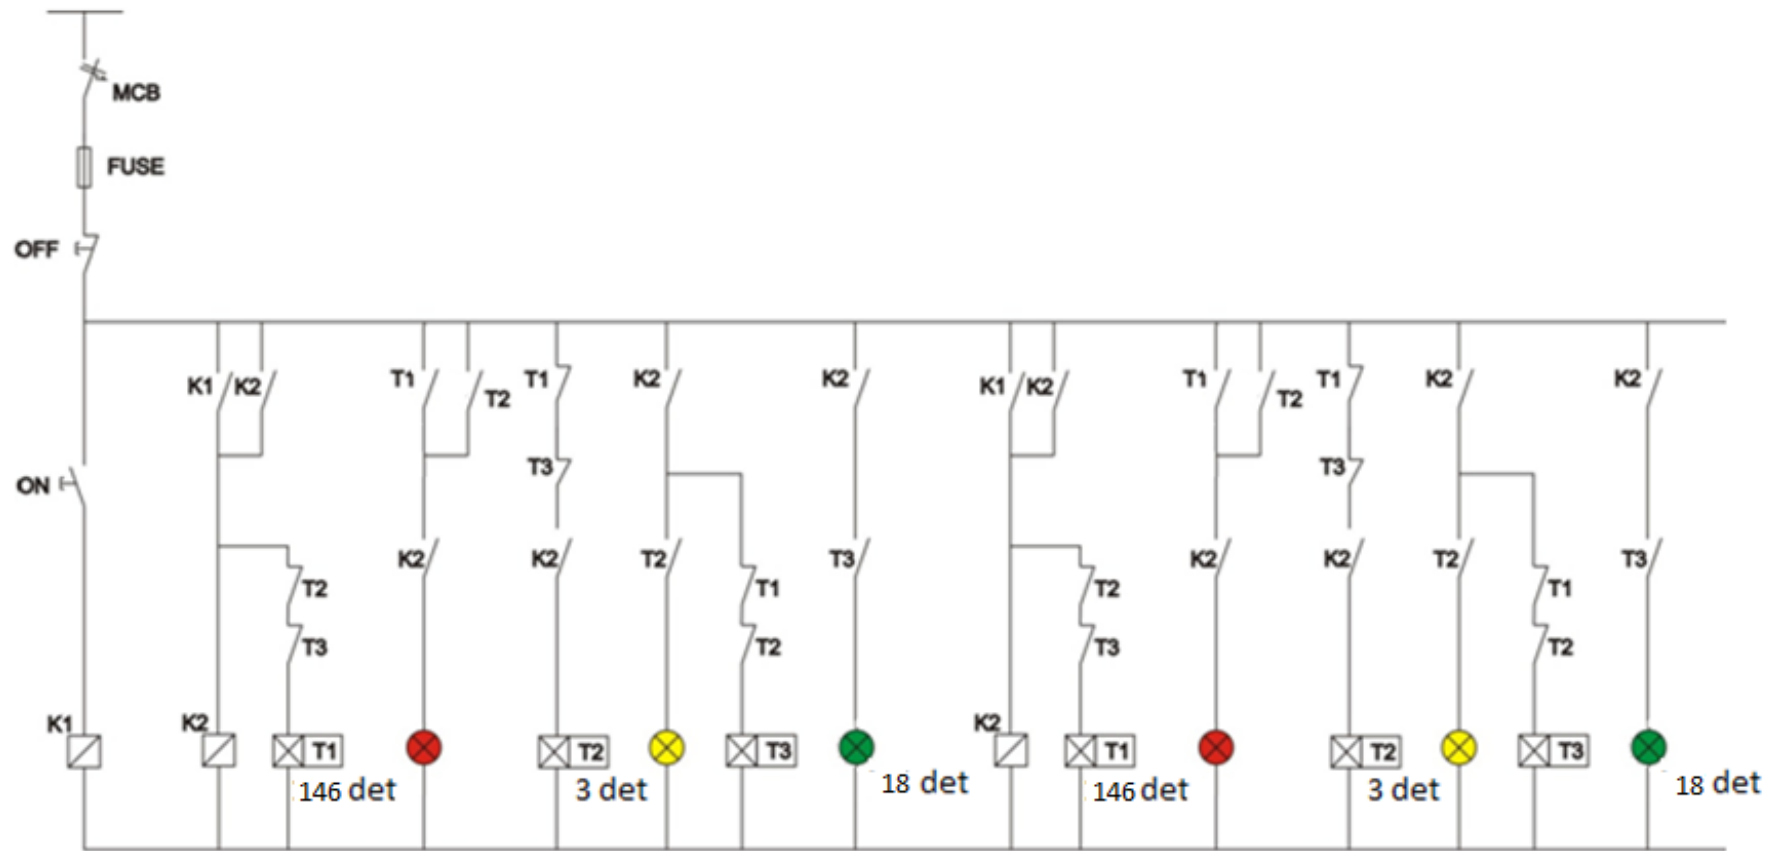 MCB
FUSE
OFF
K1 K2 T1 T2 T1 K2 K2 K1 K2 T1 T2 T1 K2 K2
T3 T3
ON
K2 K2 T2 T3 K2 K2 T2 T3
T2 T1 T2 T1
T3 T2 T3 T2
K1 K2 K2
T1 T2 T3 T1 T2 T3
146 det 3 det 18 det 146 det 3 det 18 det